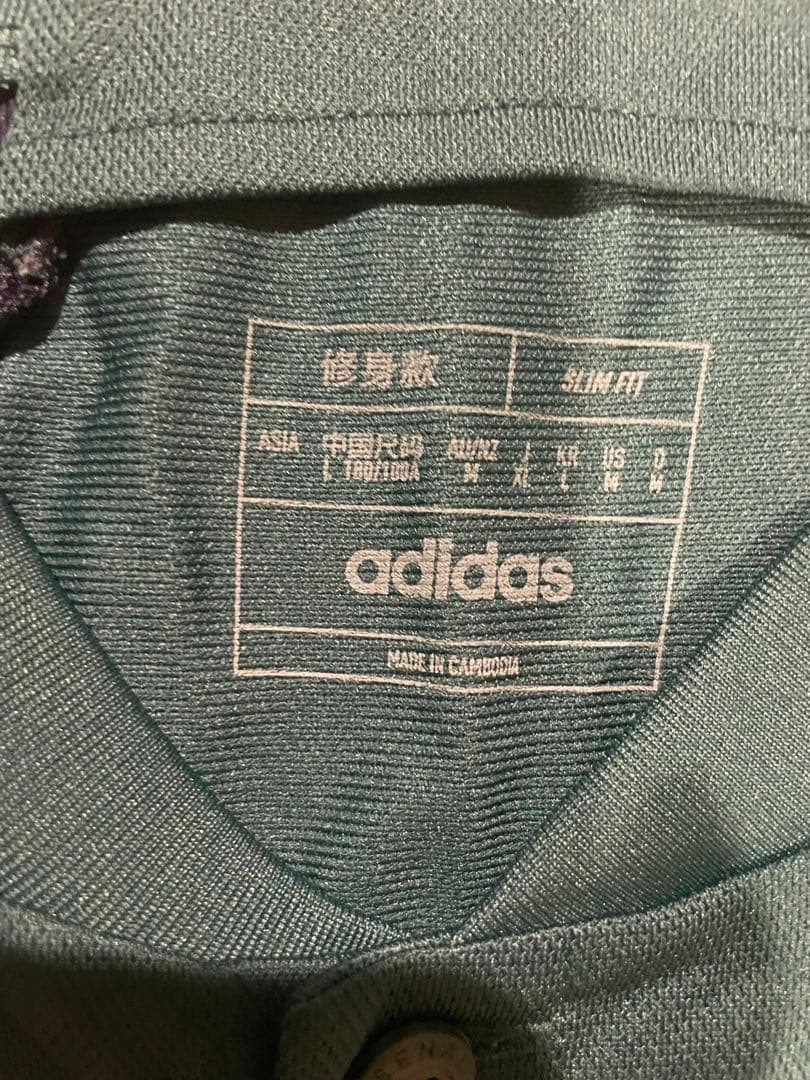 修身款 SLIM FIT
ASIA 中国尺码 AU/NZ J KR US D
L 180/100A M XL L M M
adidas
MADE IN CAMBODIA
SENA